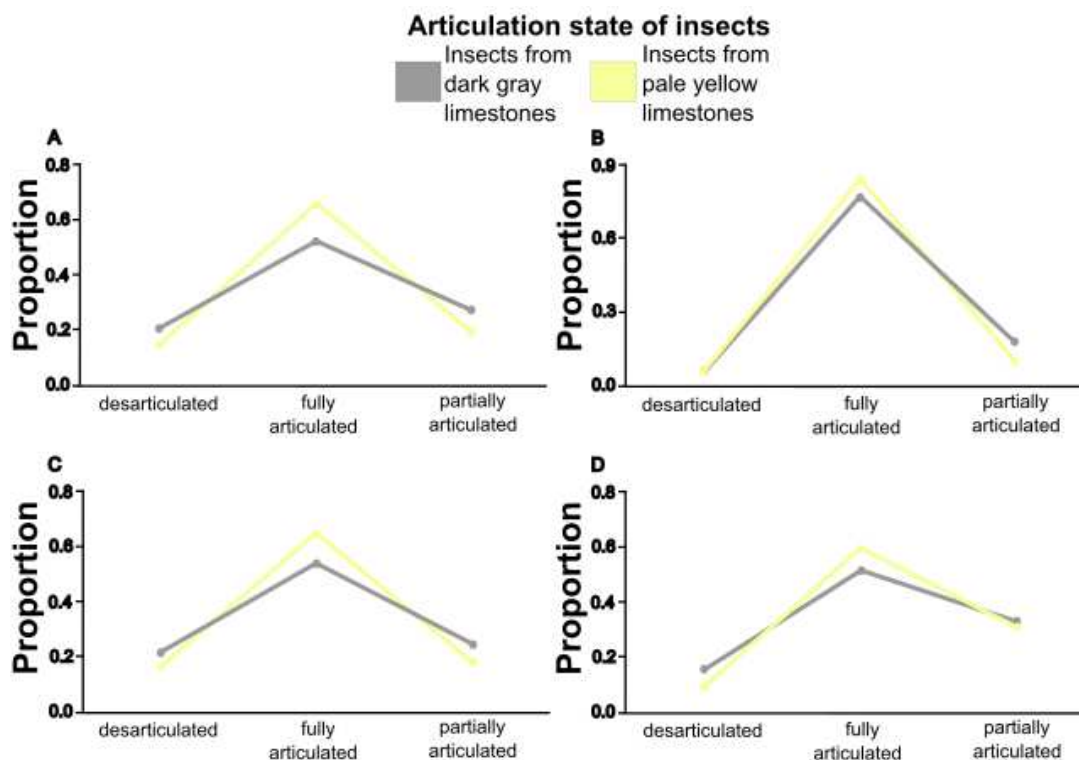 Articulation state of insects
Insects from
dark gray
limestones
Insects from
pale yellow
limestones
A
Proportion
0.8
0.6
0.4
0.2
0.0
desarticulated
fully
articulated
partially
articulated
B
Proportion
0.9
0.6
0.3
0.0
desarticulated
fully
articulated
partially
articulated
C
Proportion
0.8
0.6
0.4
0.2
0.0
desarticulated
fully
articulated
partially
articulated
D
Proportion
0.8
0.6
0.4
0.2
0.0
desarticulated
fully
articulated
partially
articulated